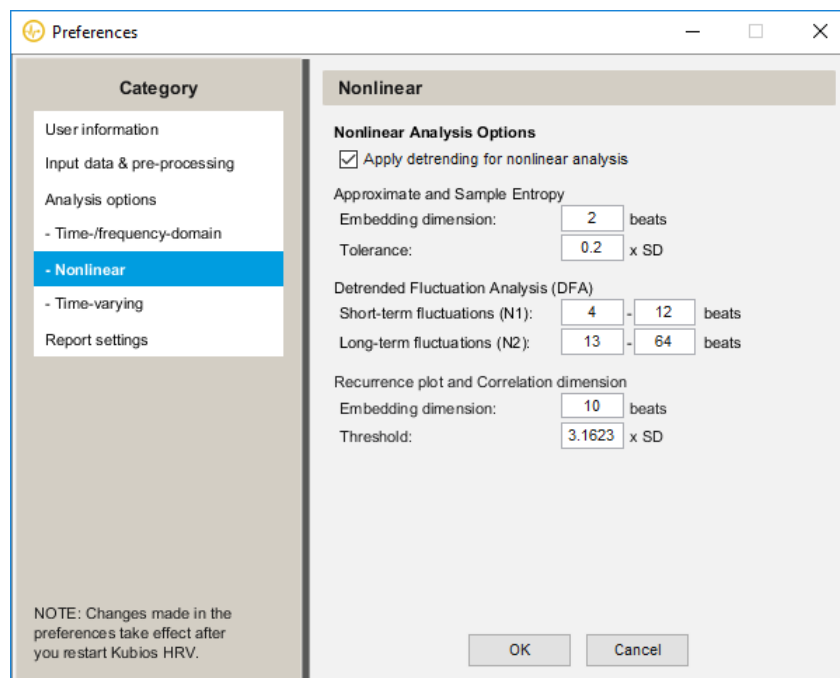 Preferences
Category
User information
Input data & pre-processing
Analysis options
- Time-/frequency-domain
- Nonlinear
- Time-varying
Report settings
NOTE: Changes made in the
preferences take effect after
you restart Kubios HRV.
Nonlinear
Nonlinear Analysis Options
Apply detrending for nonlinear analysis
Approximate and Sample Entropy
Embedding dimension: 2 beats
Tolerance: 0.2 x SD
Detrended Fluctuation Analysis (DFA)
Short-term fluctuations (N1): 4 - 12 beats
Long-term fluctuations (N2): 13 - 64 beats
Recurrence plot and Correlation dimension
Embedding dimension: 10 beats
Threshold: 3.1623 x SD
OK Cancel